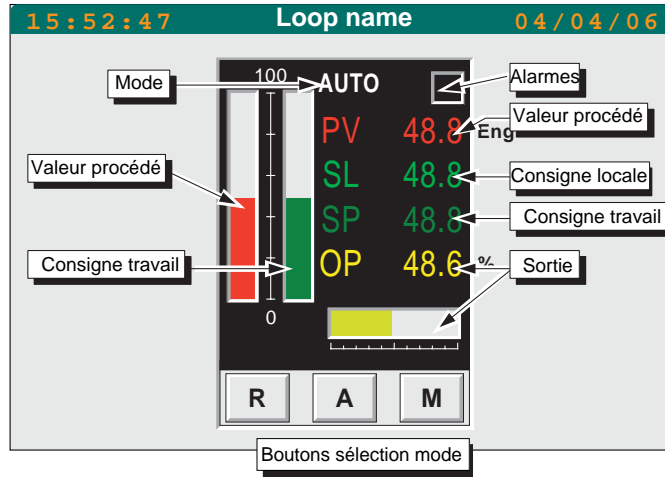 15:52:47 Loop name 04/04/06
Mode 100 AUTO Alarmes
PV 48.8 Eng Valeur procédé
Valeur procédé SL 48.8 Consigne locale
SP 48.8 Consigne travail
Consigne travail OP 48.6 % Sortie
0
R A M
Boutons sélection mode